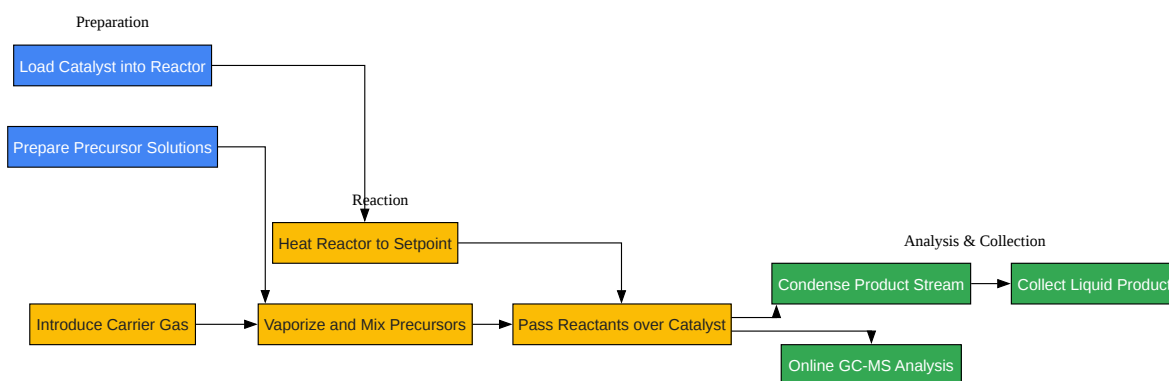 Preparation
Load Catalyst into Reactor
Prepare Precursor Solutions
Reaction
Heat Reactor to Setpoint
Introduce Carrier Gas
Vaporize and Mix Precursors
Pass Reactants over Catalyst
Analysis & Collection
Condense Product Stream
Collect Liquid Product
Online GC-MS Analysis